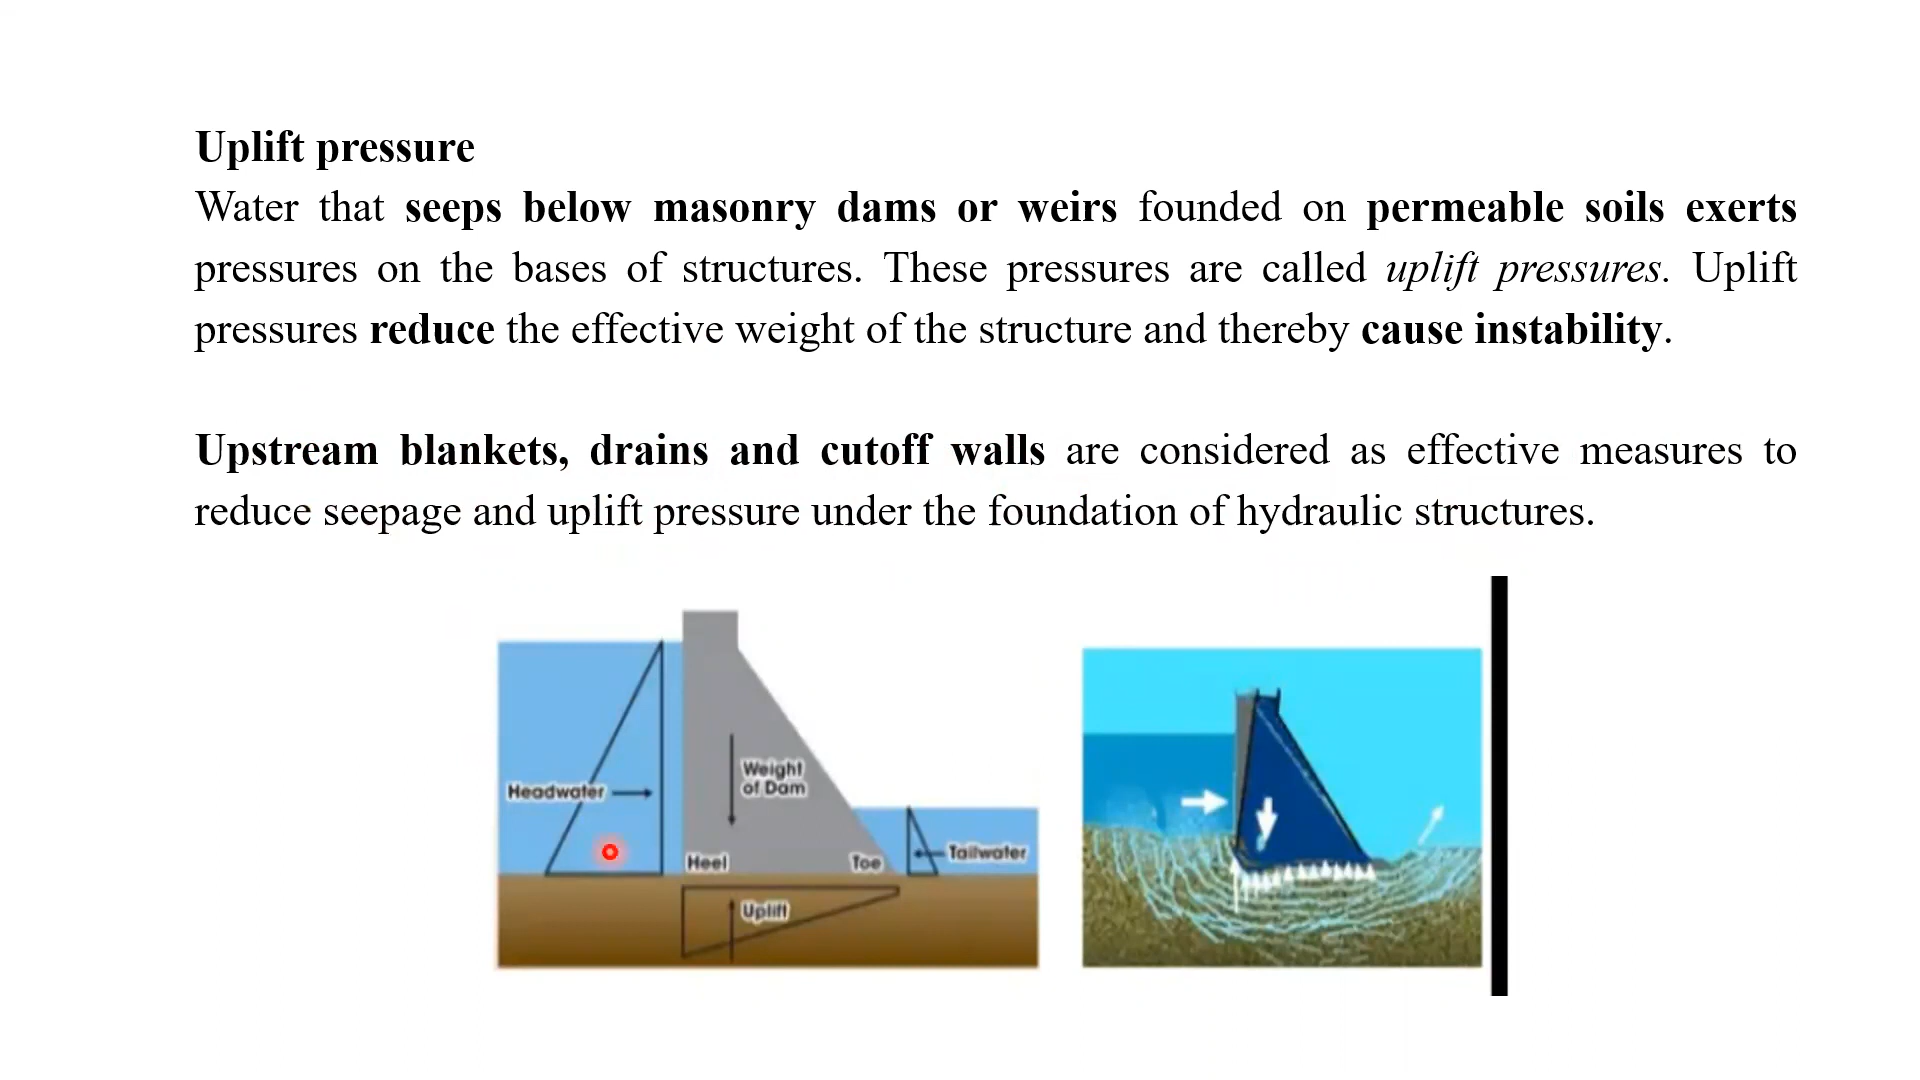 Uplift pressure
Water that seeps below masonry dams or weirs founded on permeable soils exerts
pressures on the bases of structures. These pressures are called uplift pressures. Uplift
pressures reduce the effective weight of the structure and thereby cause instability.
Upstream blankets, drains and cutoff walls are considered as effective measures to
reduce seepage and uplift pressure under the foundation of hydraulic structures.
Weight
of Dam
Headwater
Heel
Toe
Tailwater
Uplift